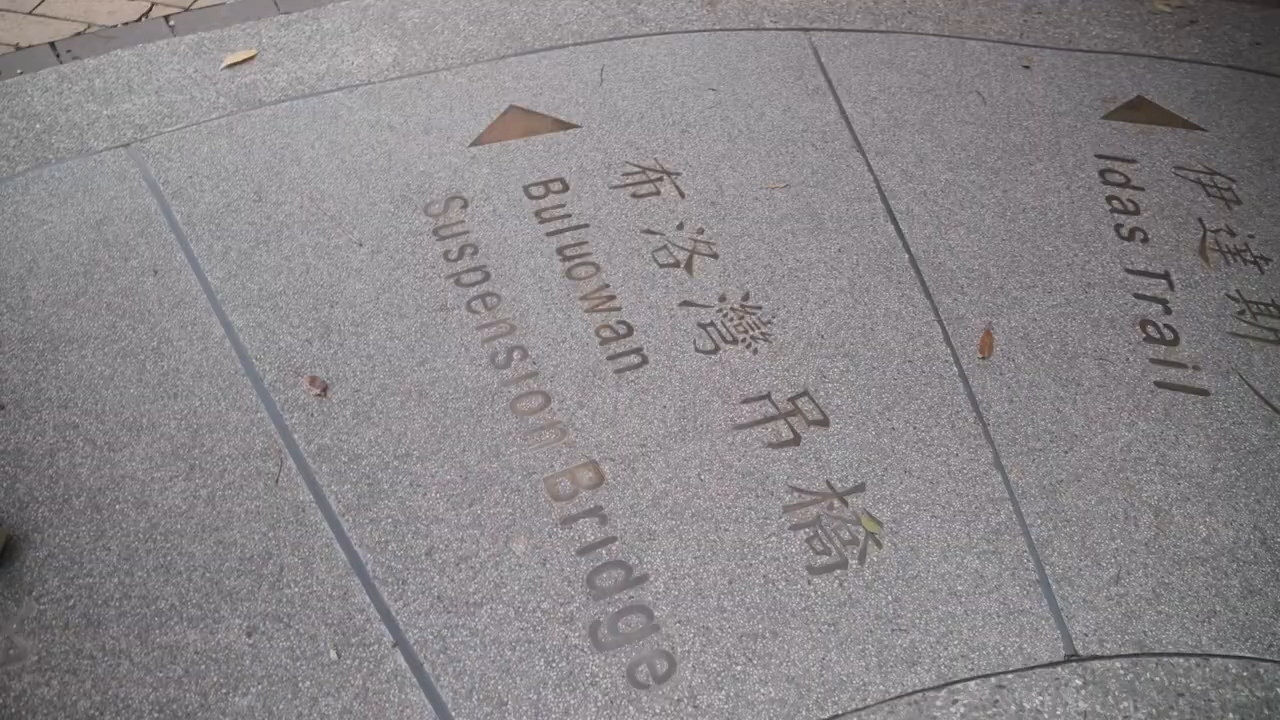 布洛灣吊橋
Buluowan
Suspension Bridge
伊達斯
Idas Trail